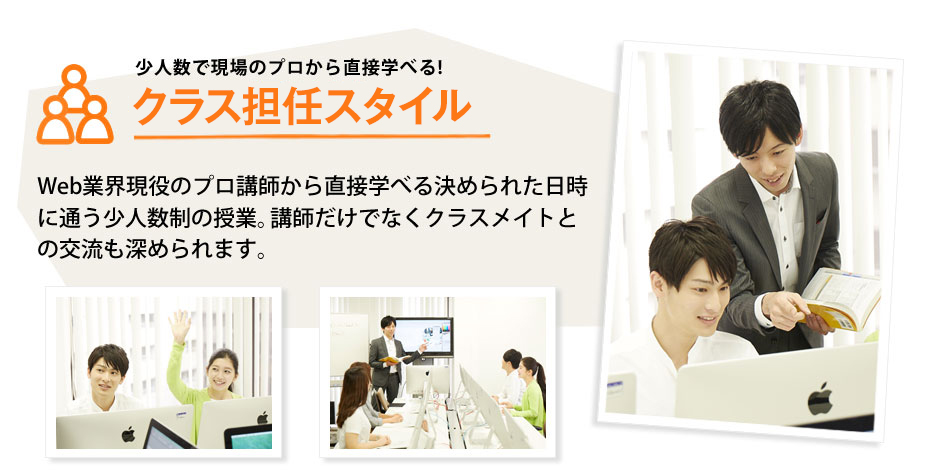 少人数で現場のプロから直接学べる!
クラス担任スタイル
Web業界現役のプロ講師から直接学べる決められた日時
に通う少人数制の授業。講師だけでなくクラスメイトと
の交流も深められます。